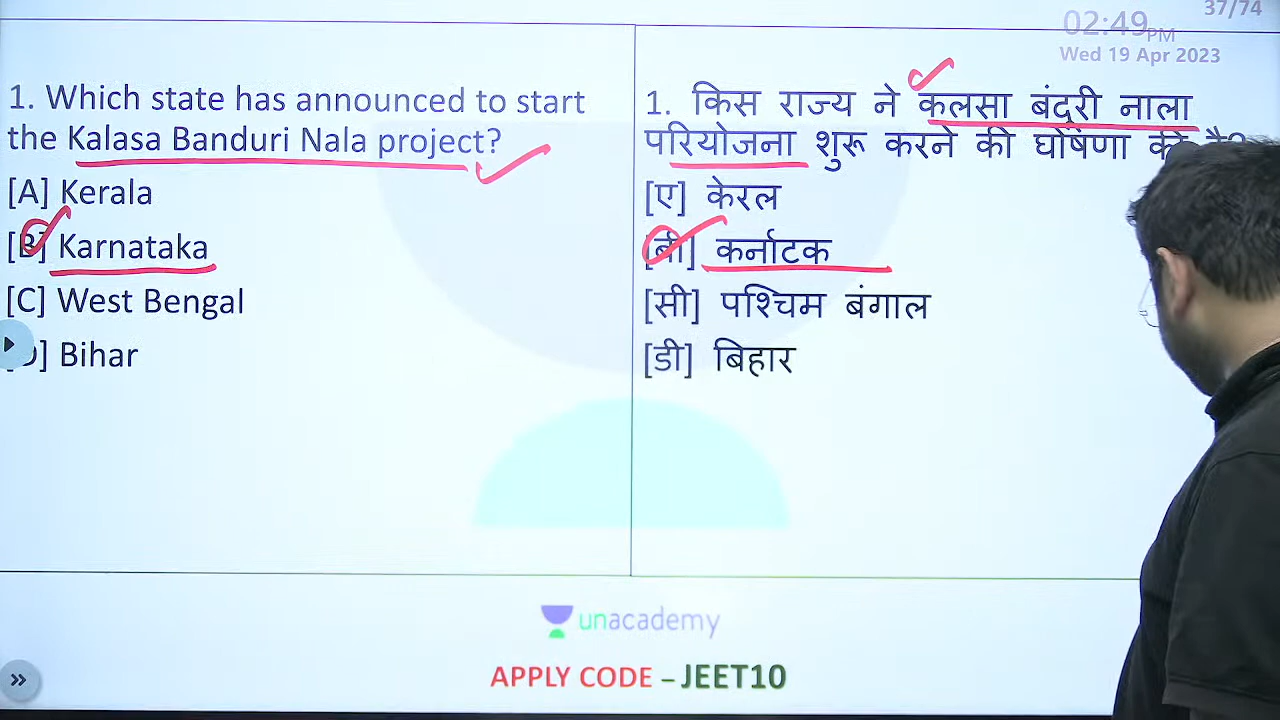 37/74
02:49PM
Wed 19 Apr 2023
1. Which state has announced to start
the Kalasa Banduri Nala project?
[A] Kerala
[B] Karnataka
[C] West Bengal
[D] Bihar
1. किस राज्य ने कलसा बंदूरी नाला
परियोजना शुरू करने की घोषणा की है
[ए] केरल
[बी] कर्नाटक
[सी] पश्चिम बंगाल
[डी] बिहार
unacademy
APPLY CODE – JEET10